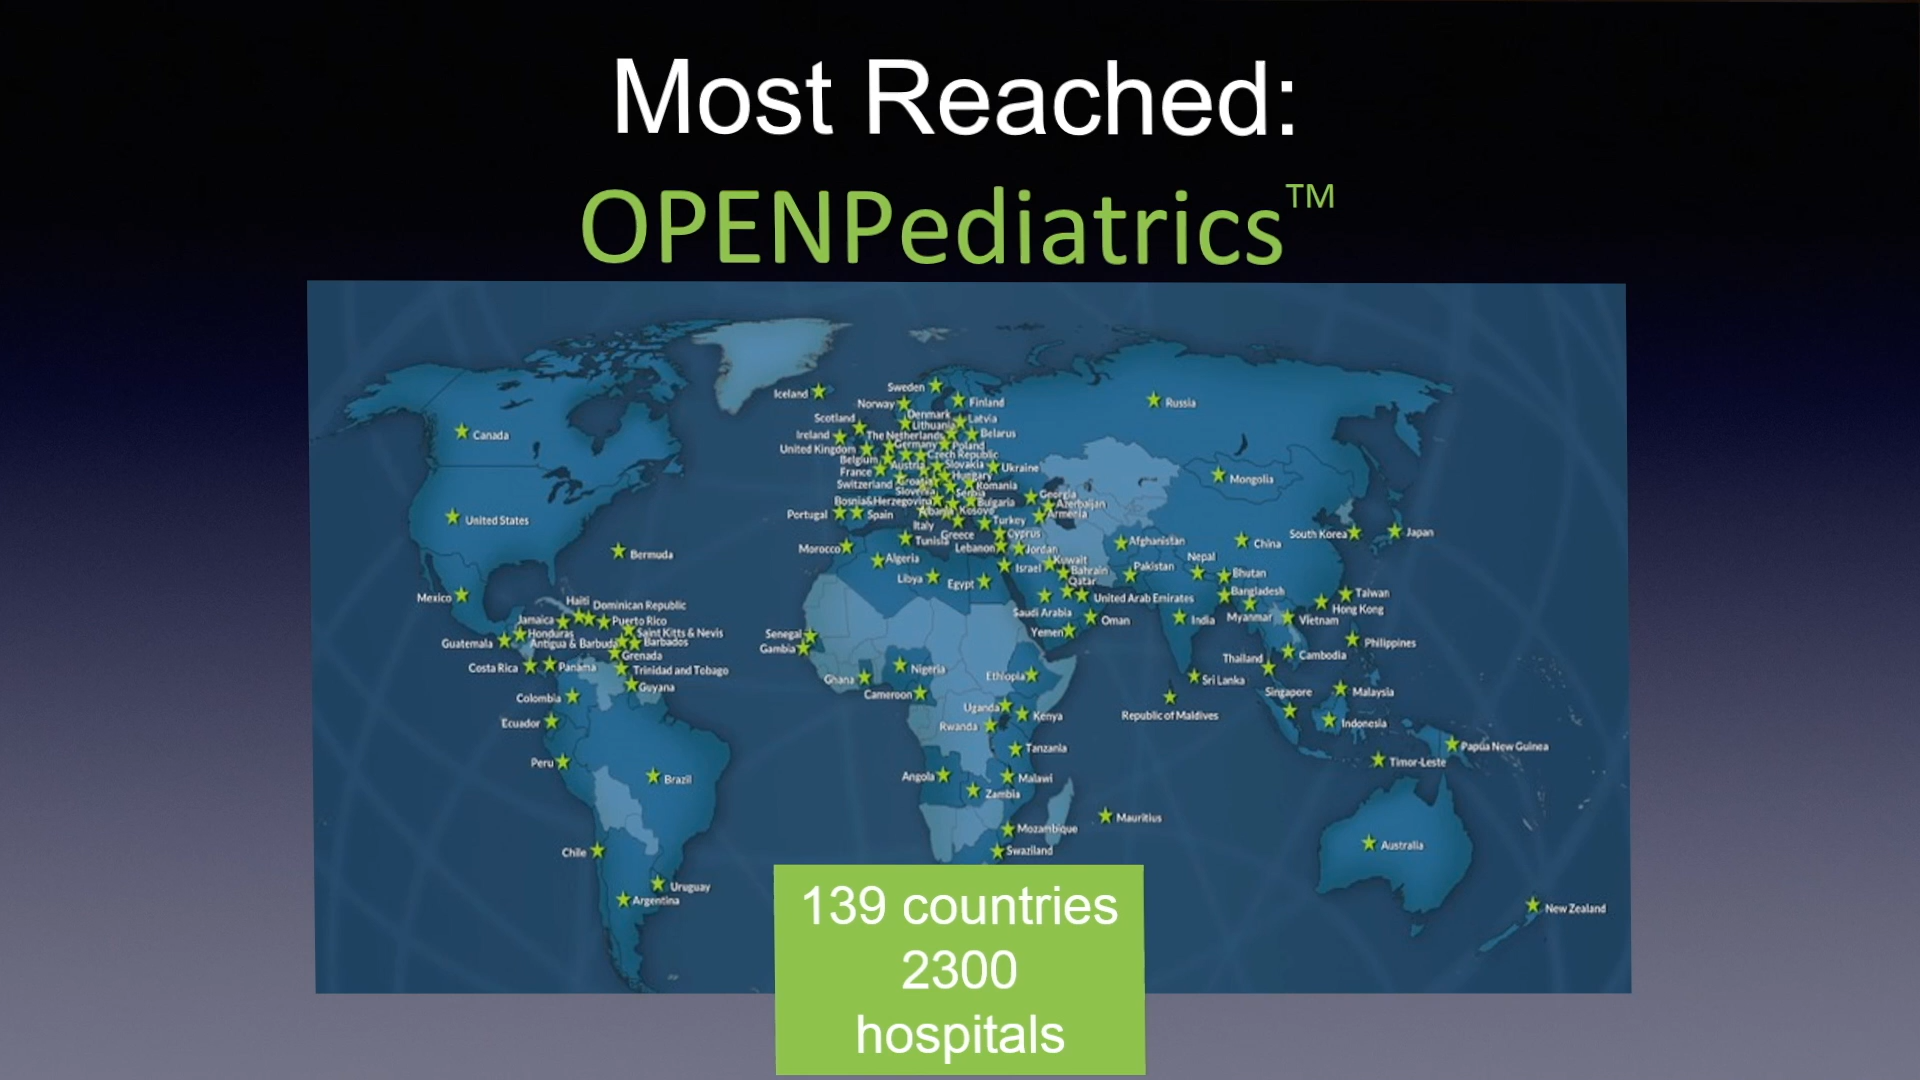 Most Reached:
OPENPediatrics™
Iceland
Sweden
Norway
Finland
Russia
Scotland
Denmark
Latvia
Lithuania
Canada
Ireland
The Netherlands
Belarus
United Kingdom
Germany
Poland
Belgium
Czech Republic
Austria
Slovakia
Ukraine
France
Hungary
Mongolia
Switzerland
Croatia
Romania
Slovenia
Serbia
Georgia
Bosnia&Herzegovina
Bulgaria
Azerbaijan
Portugal
Spain
Albania
Kosovo
Armenia
United States
Italy
Turkey
Greece
Cyprus
South Korea
Japan
Bermuda
Morocco
Tunisia
Lebanon
Jordan
Afghanistan
China
Algeria
Israel
Kuwait
Nepal
Libya
Egypt
Bahrain
Pakistan
Bhutan
Qatar
Mexico
Haiti
Dominican Republic
Saudi Arabia
United Arab Emirates
Bangladesh
Taiwan
Hong Kong
Jamaica
Puerto Rico
Oman
India
Myanmar
Vietnam
Honduras
Saint Kitts & Nevis
Senegal
Yemen
Guatemala
Antigua & Barbuda
Barbados
Gambia
Philippines
Grenada
Thailand
Cambodia
Costa Rica
Panama
Trinidad and Tobago
Ghana
Nigeria
Ethiopia
Sri Lanka
Guyana
Cameroon
Singapore
Malaysia
Colombia
Uganda
Kenya
Republic of Maldives
Ecuador
Rwanda
Indonesia
Tanzania
Papua New Guinea
Peru
Brazil
Angola
Malawi
Timor-Leste
Zambia
Mauritius
Mozambique
Chile
Swaziland
Australia
Uruguay
Argentina
New Zealand
139 countries
2300
hospitals